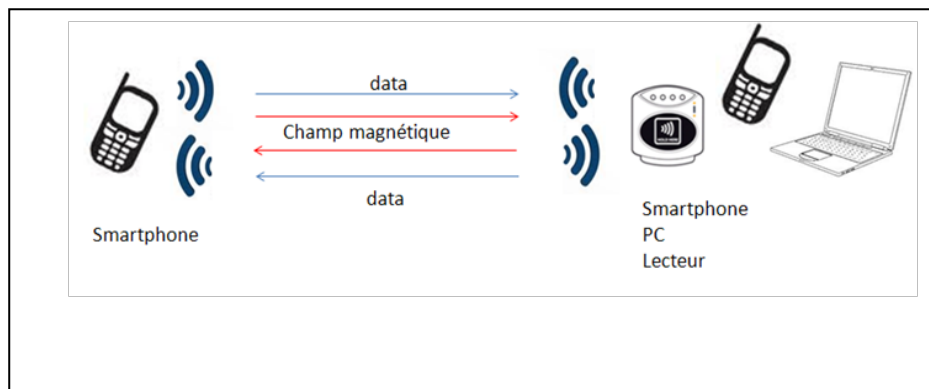 data
Champ magnétique
data
Smartphone
Smartphone
PC
Lecteur